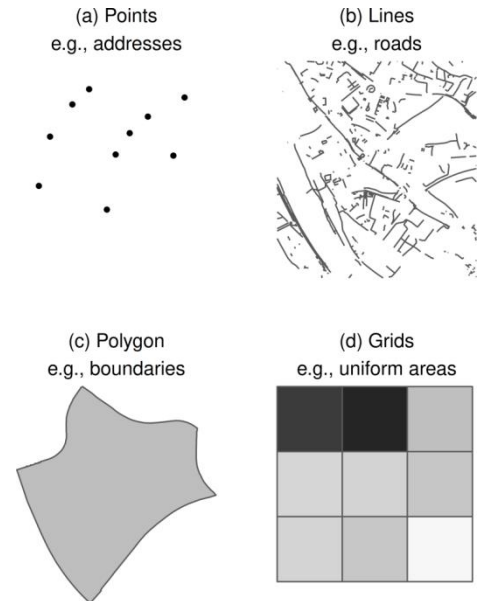 (a) Points
e.g., addresses
(b) Lines
e.g., roads
(c) Polygon
e.g., boundaries
(d) Grids
e.g., uniform areas